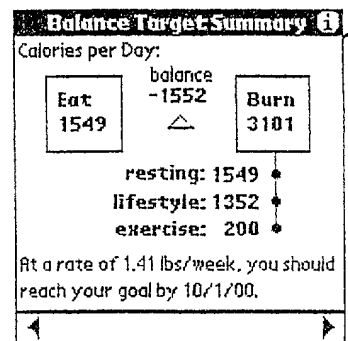 Balance Target Summary i
Calories per Day:
balance
-1552
Eat
1549
Burn
3101
resting: 1549
lifestyle: 1352
exercise: 200
At a rate of 1.41 lbs/week, you should
reach your goal by 10/1/00.